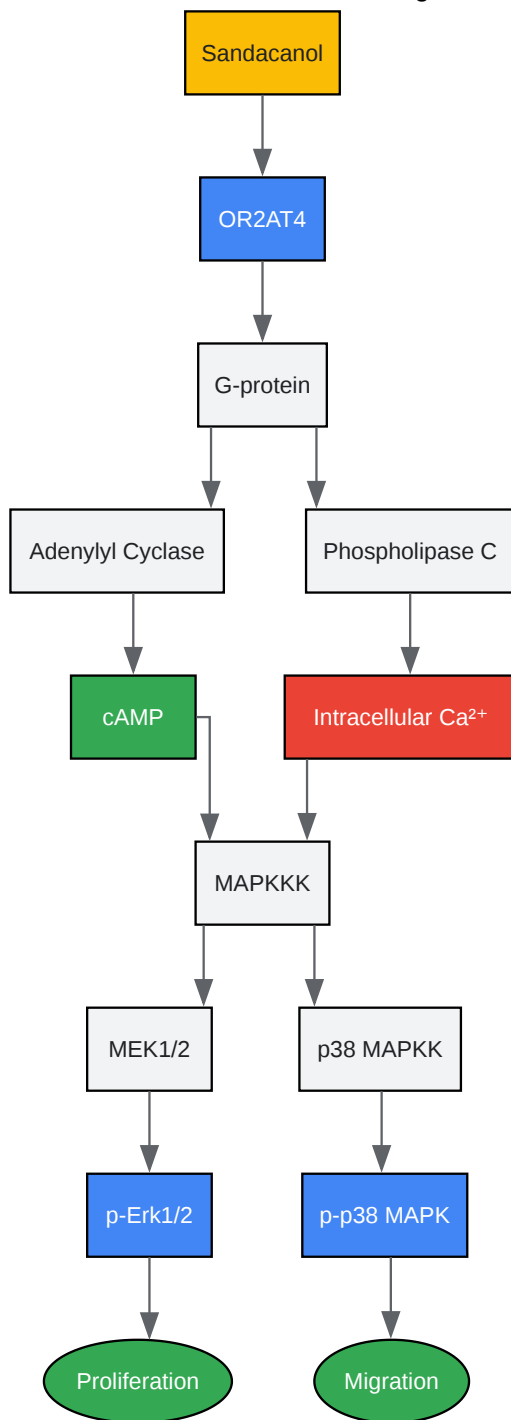 Sandacanol
OR2AT4
G-protein
Adenylyl Cyclase
Phospholipase C
cAMP
Intracellular Ca²⁺
MAPKKK
MEK1/2
p38 MAPKK
p-Erk1/2
p-p38 MAPK
Proliferation
Migration